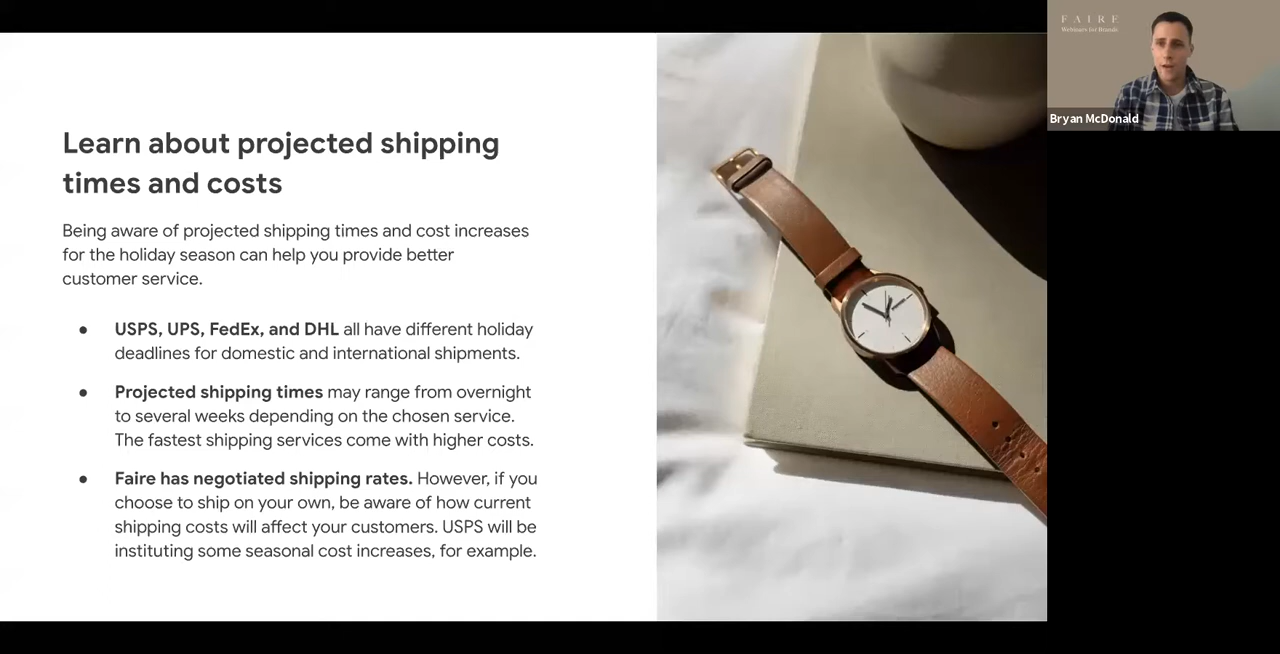 Learn about projected shipping
times and costs
Being aware of projected shipping times and cost increases
for the holiday season can help you provide better
customer service.
● USPS, UPS, FedEx, and DHL all have different holiday
deadlines for domestic and international shipments.
● Projected shipping times may range from overnight
to several weeks depending on the chosen service.
The fastest shipping services come with higher costs.
● Faire has negotiated shipping rates. However, if you
choose to ship on your own, be aware of how current
shipping costs will affect your customers. USPS will be
instituting some seasonal cost increases, for example.
FAIRE
Webinars for Brands
Bryan McDonald